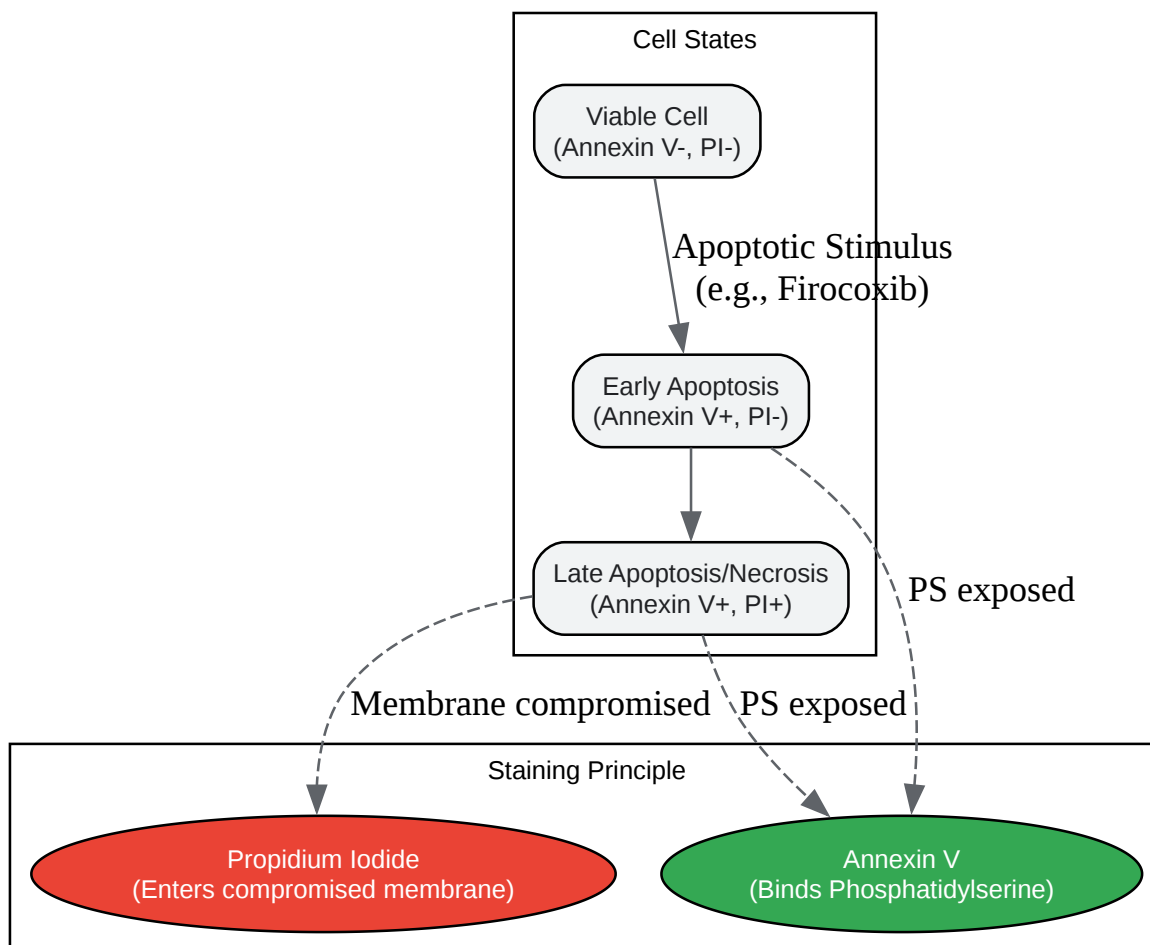 Cell States
Viable Cell
(Annexin V-, PI-)
Apoptotic Stimulus
(e.g., Firocoxib)
Early Apoptosis
(Annexin V+, PI-)
Late Apoptosis/Necrosis
(Annexin V+, PI+)
PS exposed
Membrane compromised
PS exposed
Staining Principle
Propidium Iodide
(Enters compromised membrane)
Annexin V
(Binds Phosphatidylserine)